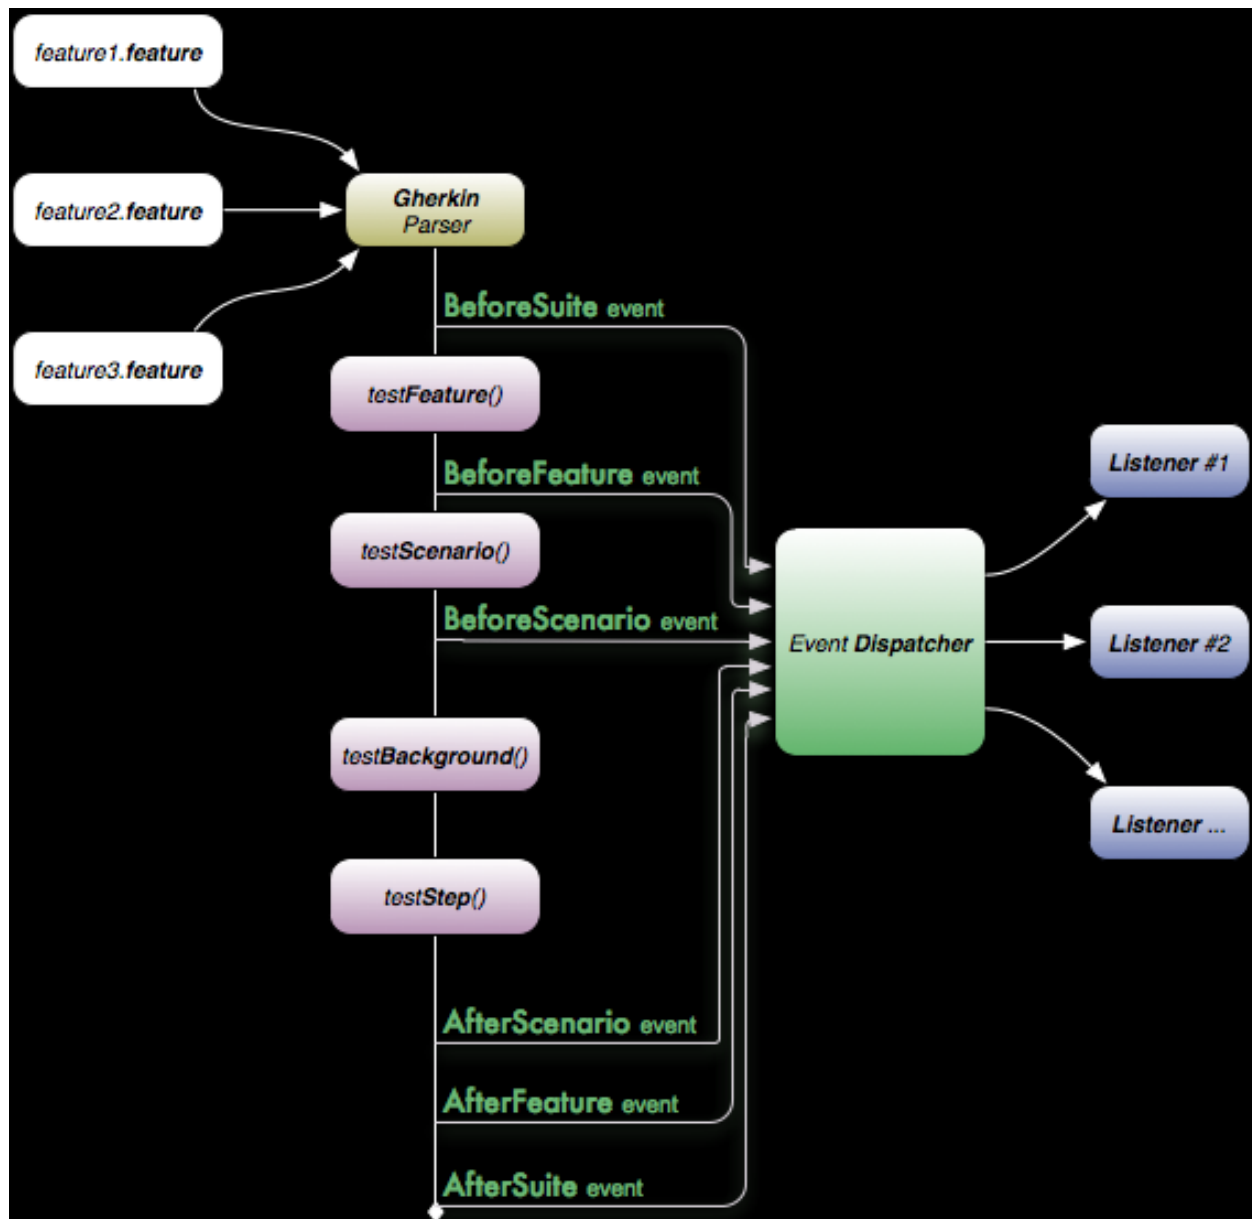 feature1.feature
feature2.feature
Gherkin
Parser
BeforeSuite event
feature3.feature
testFeature()
BeforeFeature event
Listener #1
testScenario()
BeforeScenario event
Event Dispatcher
Listener #2
testBackground()
Listener ...
testStep()
AfterScenario event
AfterFeature event
AfterSuite event